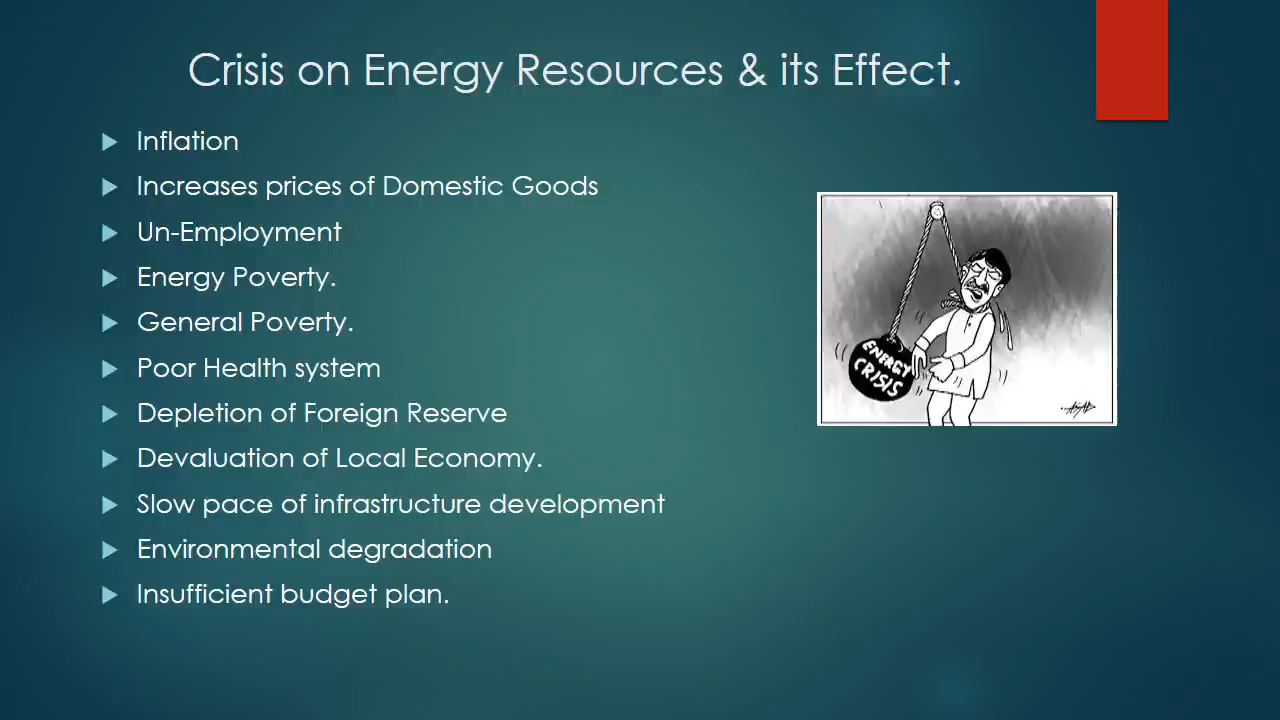 Crisis on Energy Resources & its Effect.
Inflation
Increases prices of Domestic Goods
Un-Employment
Energy Poverty.
General Poverty.
Poor Health system
Depletion of Foreign Reserve
Devaluation of Local Economy.
Slow pace of infrastructure development
Environmental degradation
Insufficient budget plan.
ENERGY
CRISIS